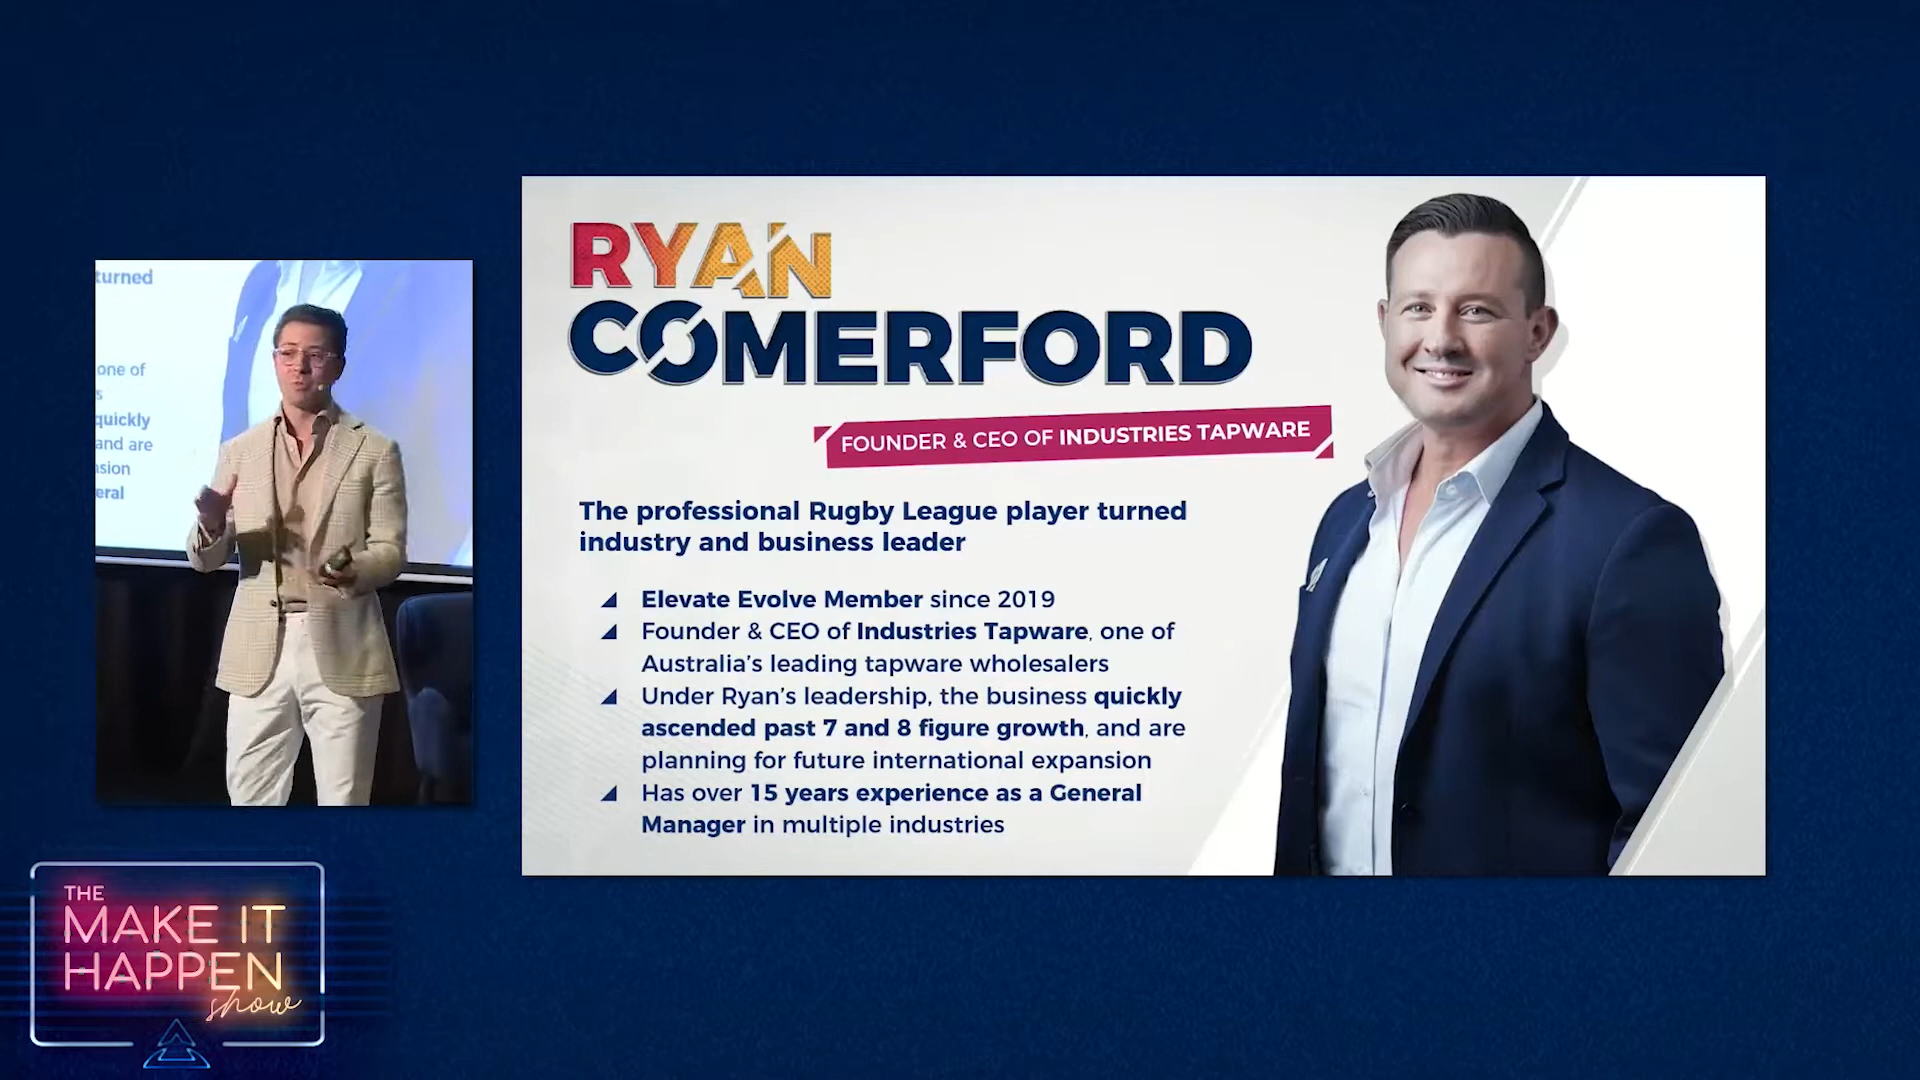 turned
one of
s
quickly
and are
nsion
eral
RYAN
COMERFORD
FOUNDER & CEO OF INDUSTRIES TAPWARE
The professional Rugby League player turned
industry and business leader
Elevate Evolve Member since 2019
Founder & CEO of Industries Tapware, one of
Australia’s leading tapware wholesalers
Under Ryan’s leadership, the business quickly
ascended past 7 and 8 figure growth, and are
planning for future international expansion
Has over 15 years experience as a General
Manager in multiple industries
THE
MAKE IT
HAPPEN
show